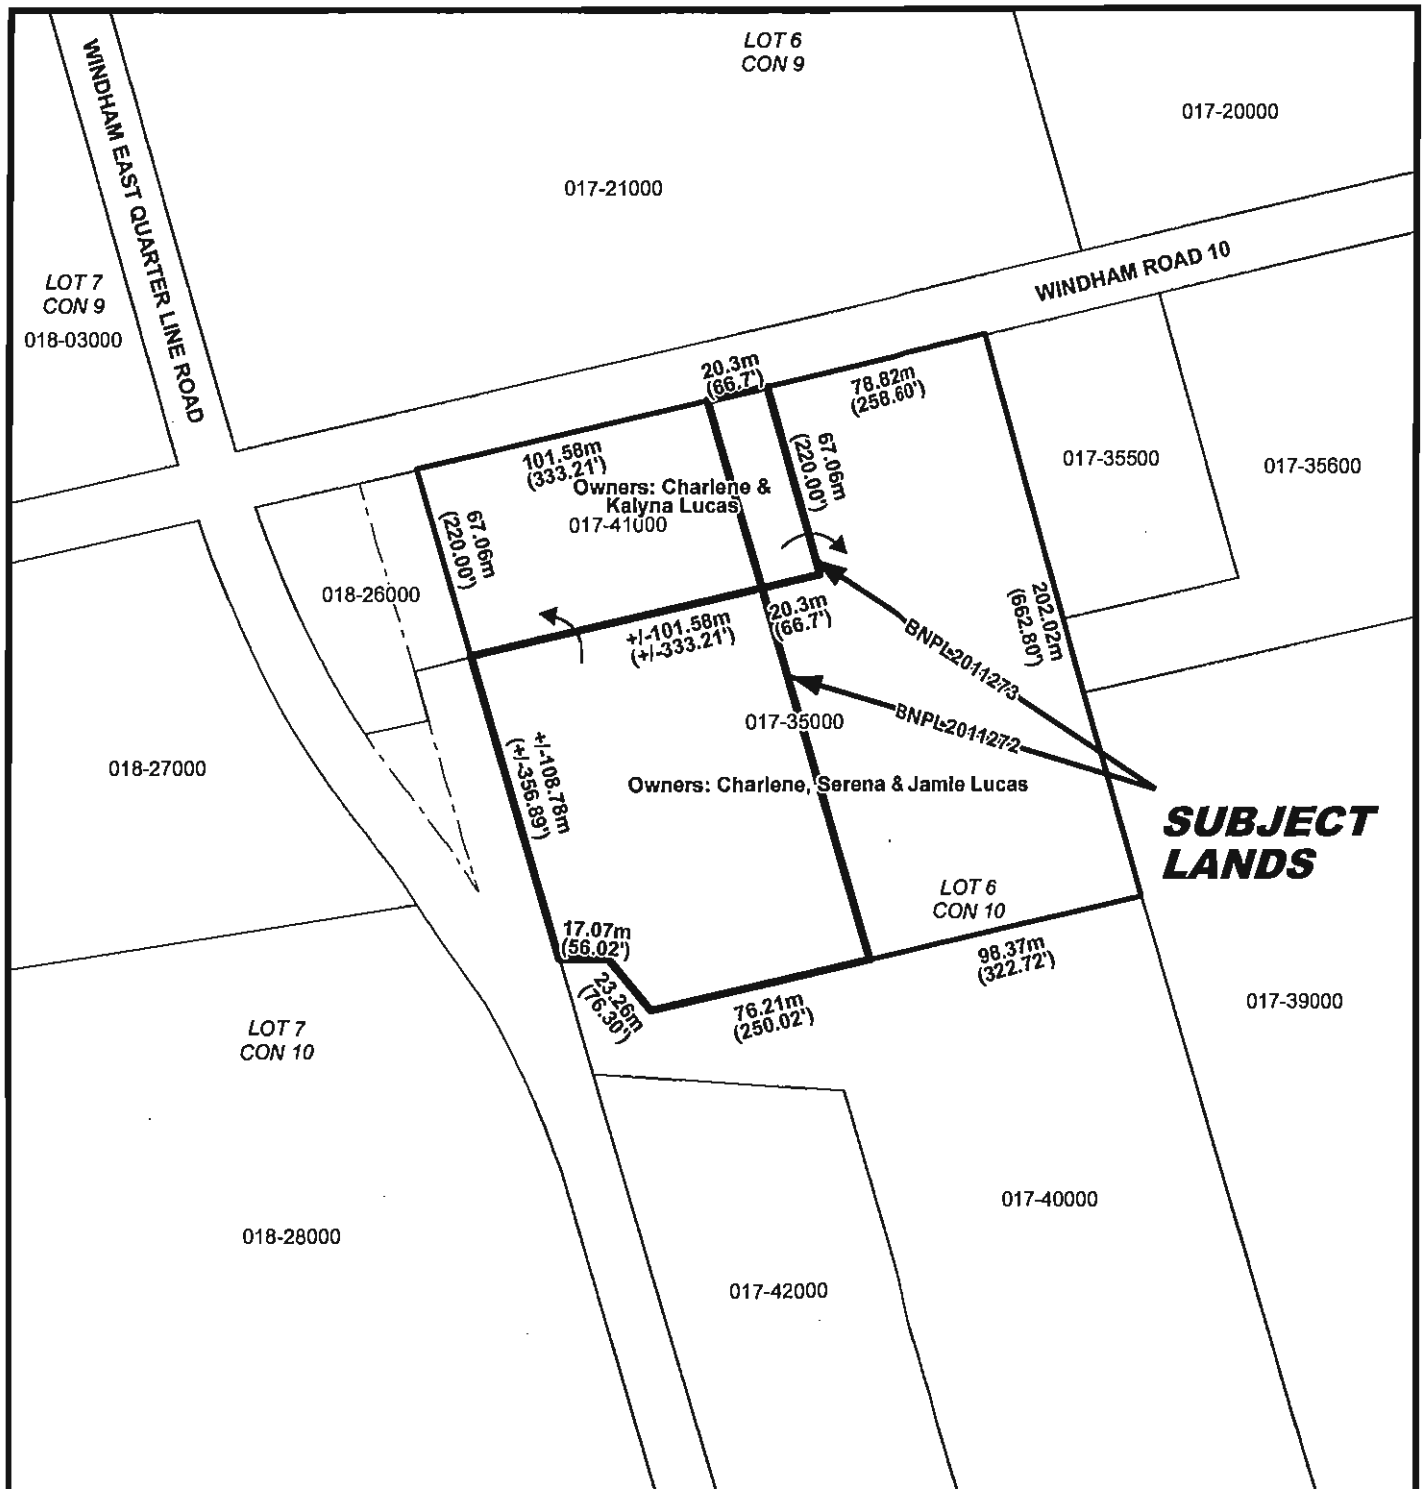 LOT 6
CON 9
017-20000
017-21000
WINDHAM EAST QUARTER LINE ROAD
WINDHAM ROAD 10
LOT 7
CON 9
018-03000
20.3m
(66.7')
78.82m
(258.60')
101.58m
(333.21')
67.06m
(220.00')
017-35500
017-35600
Owners: Charlene &
Kalyna Lucas
017-41000
67.06m
(220.00')
018-26000
20.3m
(66.7')
+/-101.58m
(+/-333.21')
202.02m
(662.80')
BNPL2011273
BNPL2011272
017-35000
018-27000
+/-108.78m
(+/-356.89')
Owners: Charlene, Serena & Jamie Lucas
SUBJECT
LANDS
LOT 6
CON 10
17.07m
(56.02')
98.37m
(322.72')
23.26m
(76.30')
76.21m
(250.02')
017-39000
LOT 7
CON 10
017-40000
018-28000
017-42000